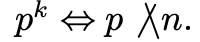 p^k ⇔ p ∤ n.